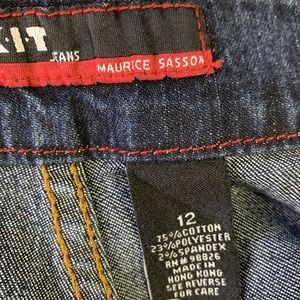 KIT
JEANS
MAURICE SASSON
12
75%COTTON
23%POLYESTER
2%SPANDEX
RN# 98826
MADE IN
HONG KONG
SEE REVERSE
FOR CARE